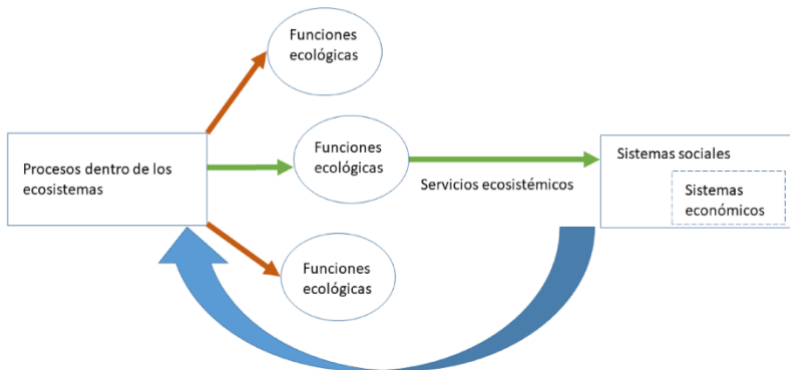 Funciones
ecológicas
Procesos dentro de los
ecosistemas
Funciones
ecológicas
Servicios ecosistémicos
Sistemas sociales
Sistemas
económicos
Funciones
ecológicas